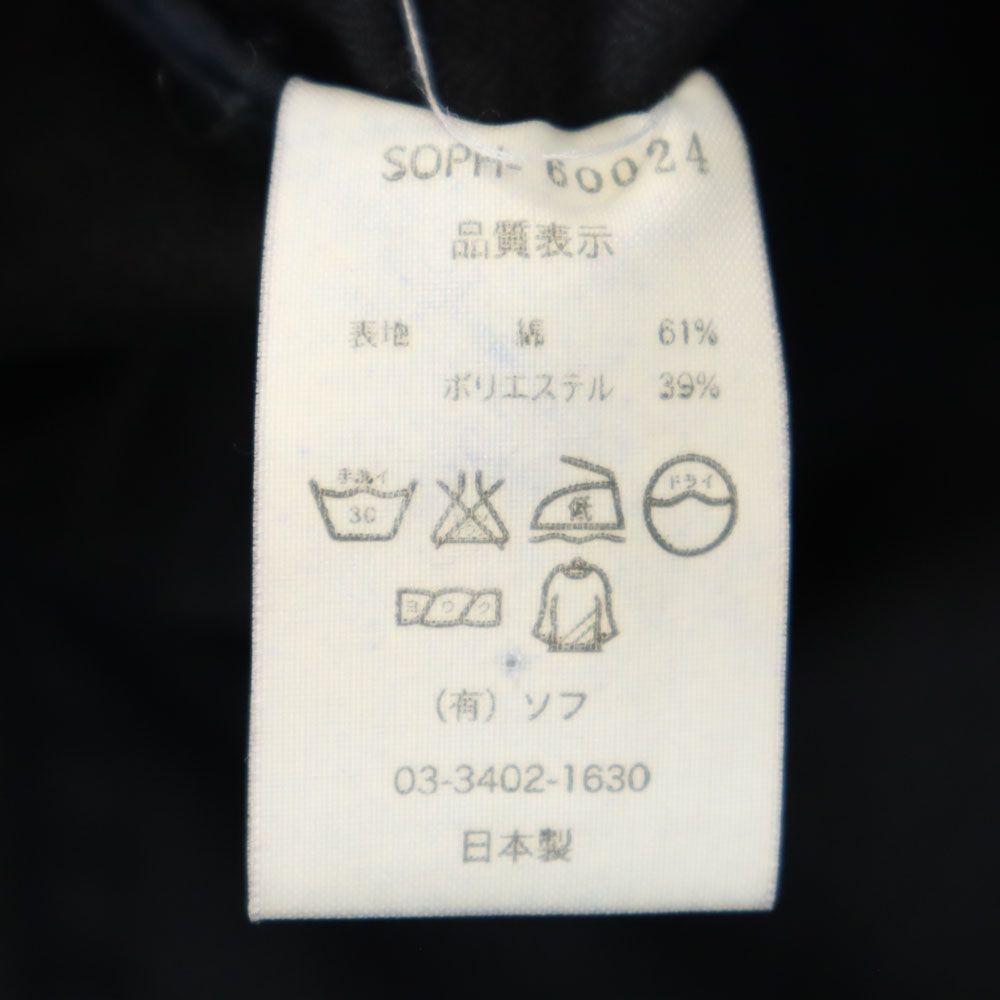 SOPH- 60024
品質表示
表地 綿 61%
ポリエステル 39%
手洗イ 30 低 ドライ
ヨワク
(有) ソフ
03-3402-1630
日本製